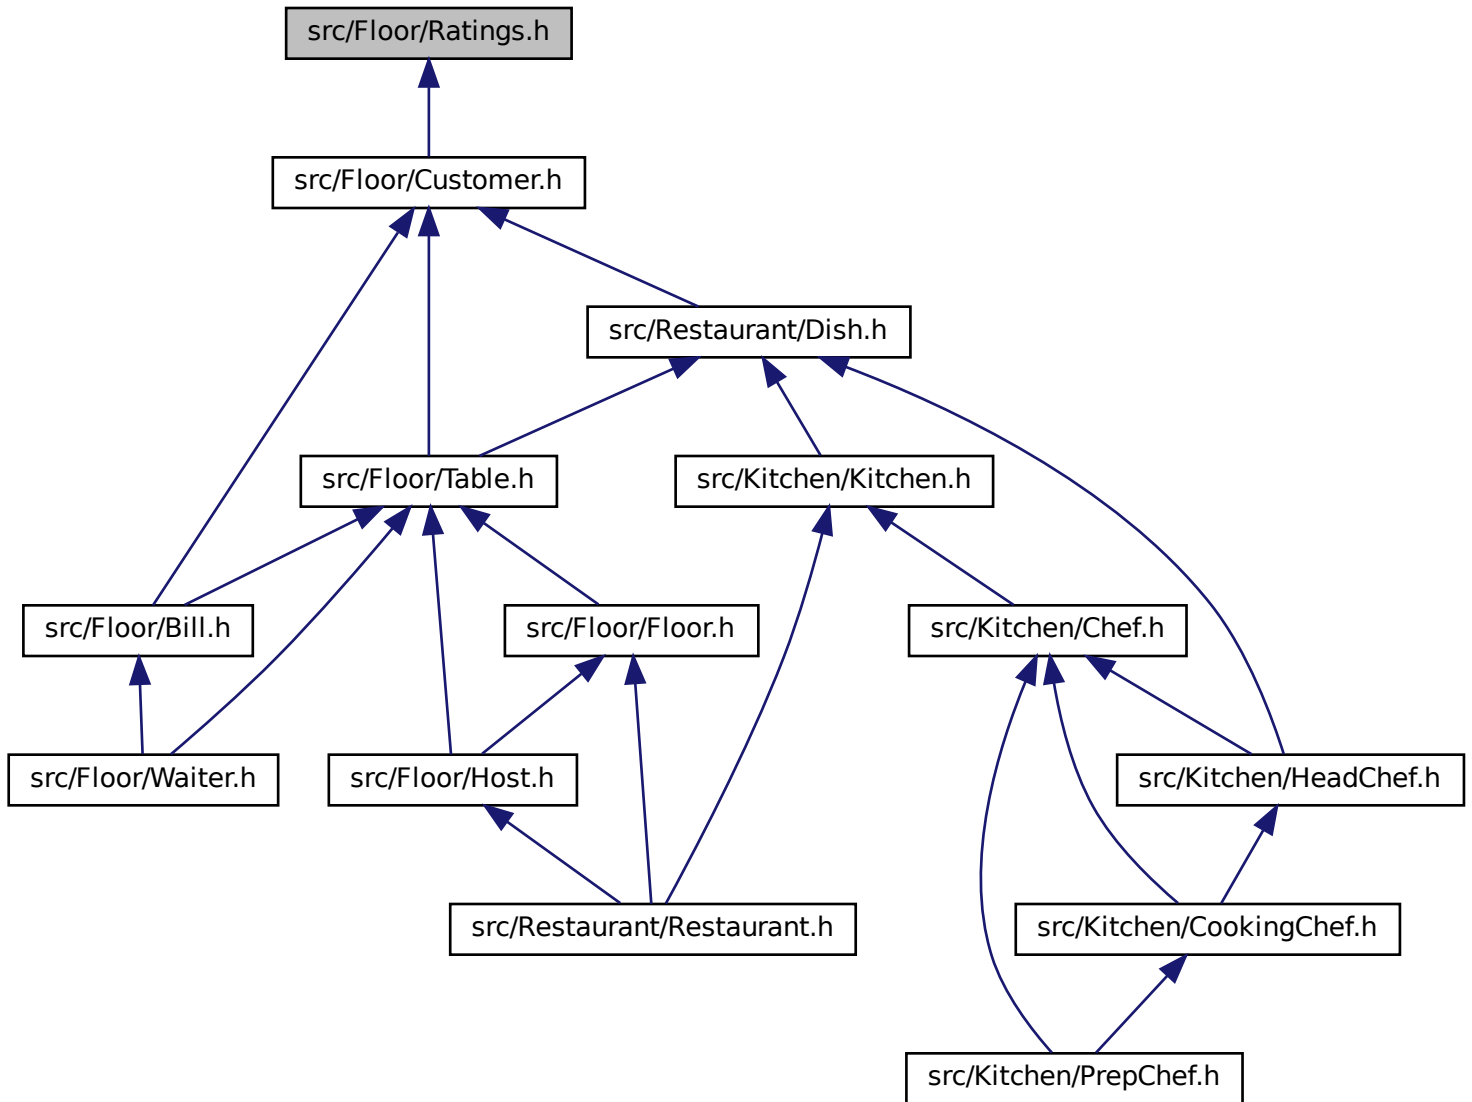 src/Floor/Ratings.h
src/Floor/Customer.h
src/Restaurant/Dish.h
src/Floor/Table.h
src/Kitchen/Kitchen.h
src/Floor/Bill.h
src/Floor/Floor.h
src/Kitchen/Chef.h
src/Floor/Waiter.h
src/Floor/Host.h
src/Kitchen/HeadChef.h
src/Restaurant/Restaurant.h
src/Kitchen/CookingChef.h
src/Kitchen/PrepChef.h